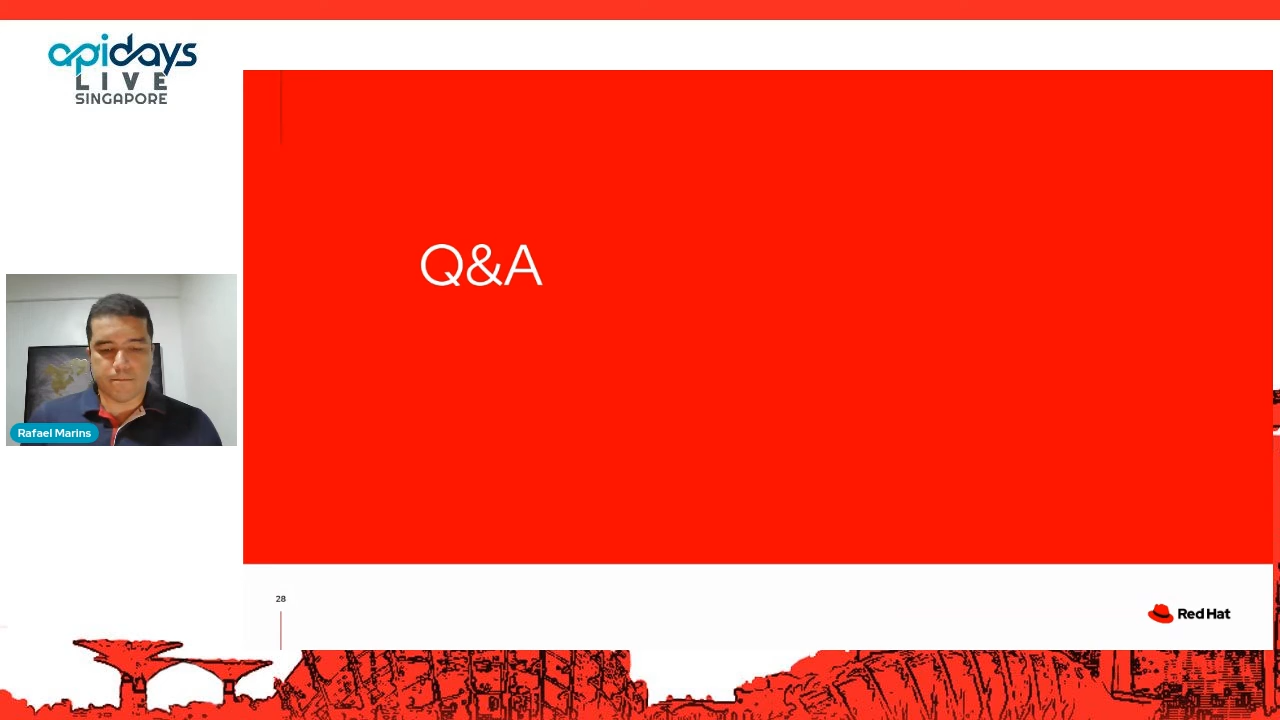 apidays
LIVE
SINGAPORE
Q&A
Rafael Marins
28
Red Hat